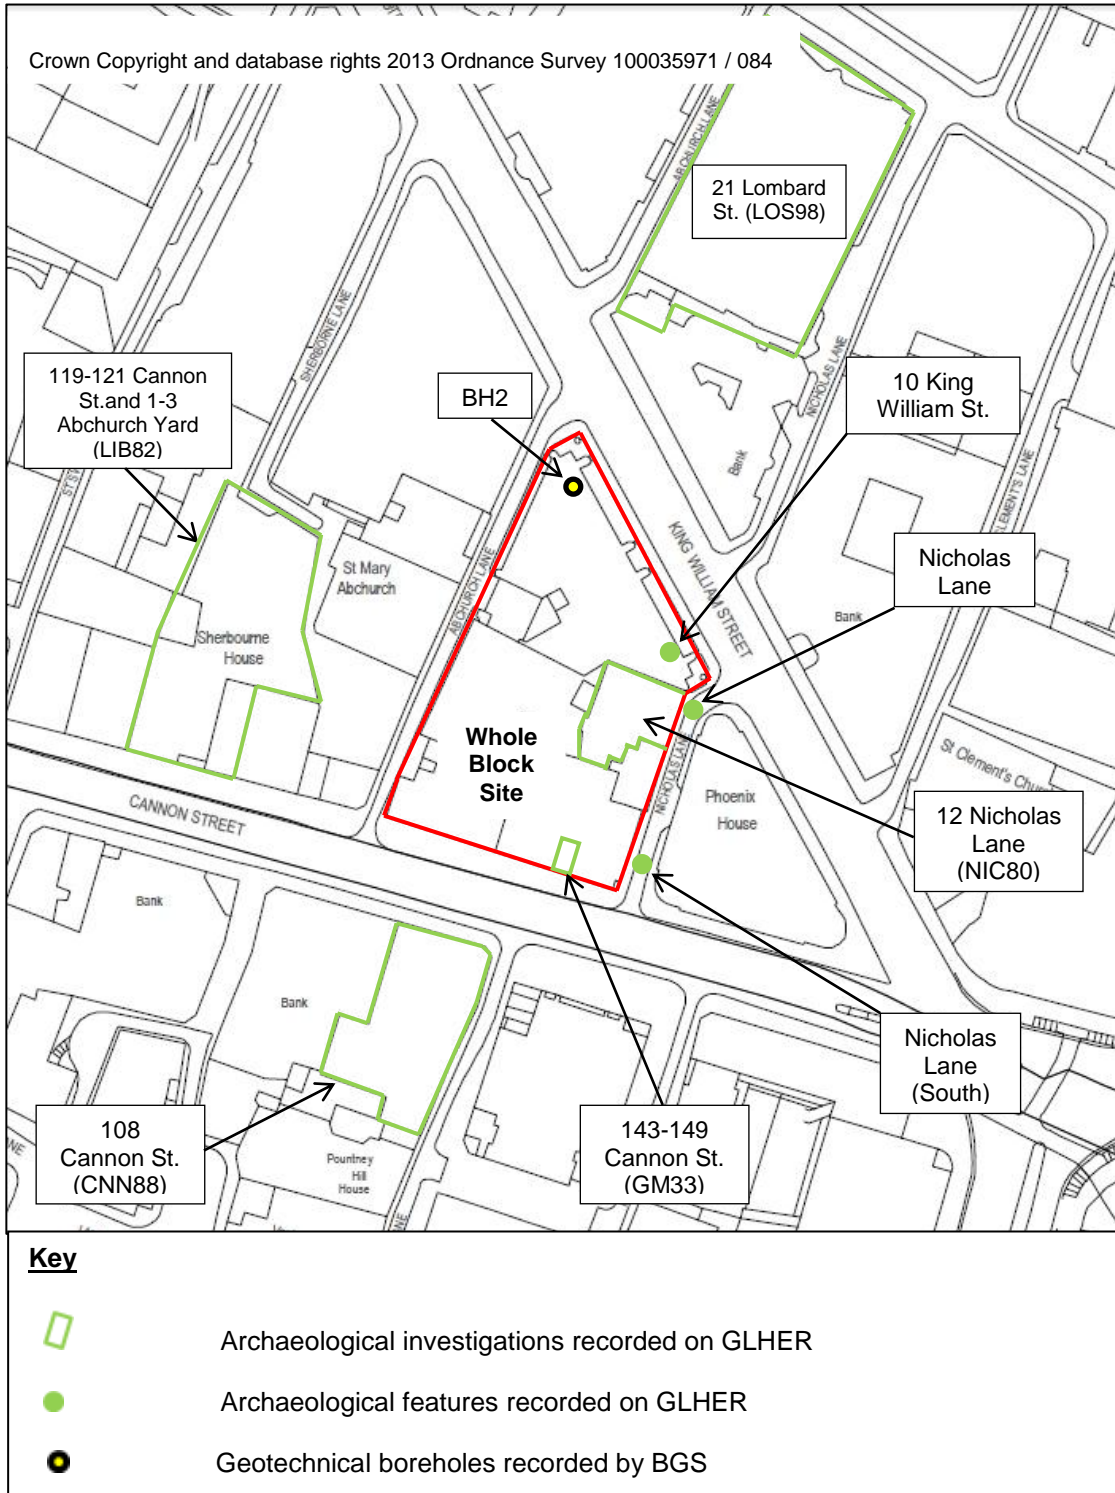 Crown Copyright and database rights 2013 Ordnance Survey 100035971 / 084
ABCHURCH LANE
21 Lombard
St. (LOS98)
SHERBORNE LANE
NICHOLAS LANE
119-121 Cannon
St.and 1-3
Abchurch Yard
(LIB82)
BH2
10 King
William St.
Bank
CLEMENT'S LANE
KING WILLIAM STREET
Nicholas
Lane
St Mary
Abchurch
ABCHURCH LANE
Bank
Sherbourne
House
Whole
Block
Site
NICHOLAS LANE
Phoenix
House
St Clement's Church
12 Nicholas
Lane
(NIC80)
CANNON STREET
Bank
Bank
Nicholas
Lane
(South)
108
Cannon St.
(CNN88)
Pountney
Hill
House
143-149
Cannon St.
(GM33)
LANE
ANE
Key
Archaeological investigations recorded on GLHER
Archaeological features recorded on GLHER
Geotechnical boreholes recorded by BGS